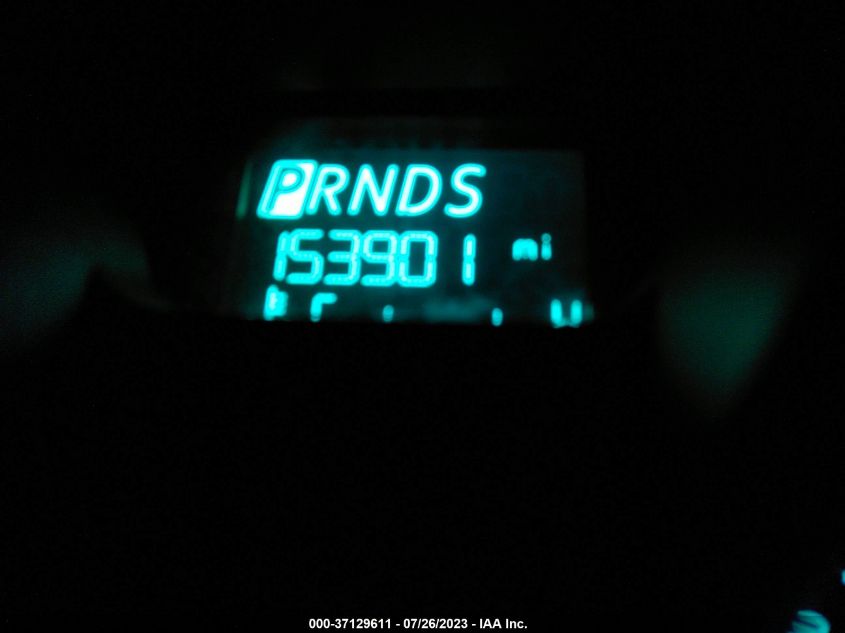 PRNDS
153901 mi
000-37129611 - 07/26/2023 - IAA Inc.